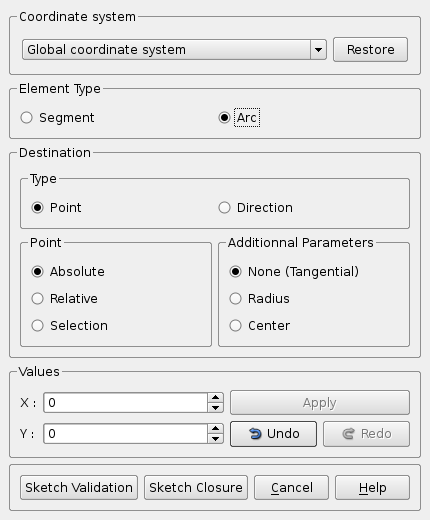 Coordinate system
Global coordinate system Restore
Element Type
Segment Arc
Destination
Type
Point Direction
Point Additionnal Parameters
Absolute None (Tangential)
Relative Radius
Selection Center
Values
X : 0 Apply
Y : 0 Undo Redo
Sketch Validation Sketch Closure Cancel Help